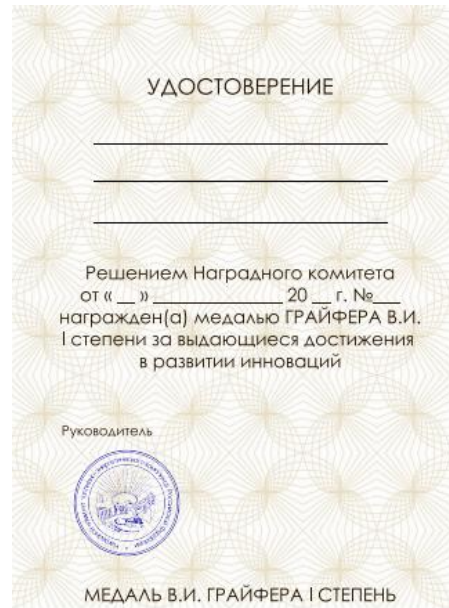 УДОСТОВЕРЕНИЕ
Решением Наградного комитета
от « __ » ______________ 20 __ г. №___
награжден(а) медалью ГРАЙФЕРА В.И.
I степени за выдающиеся достижения
в развитии инноваций
Руководитель
МЕДАЛЬ В.И. ГРАЙФЕРА I СТЕПЕНЬ